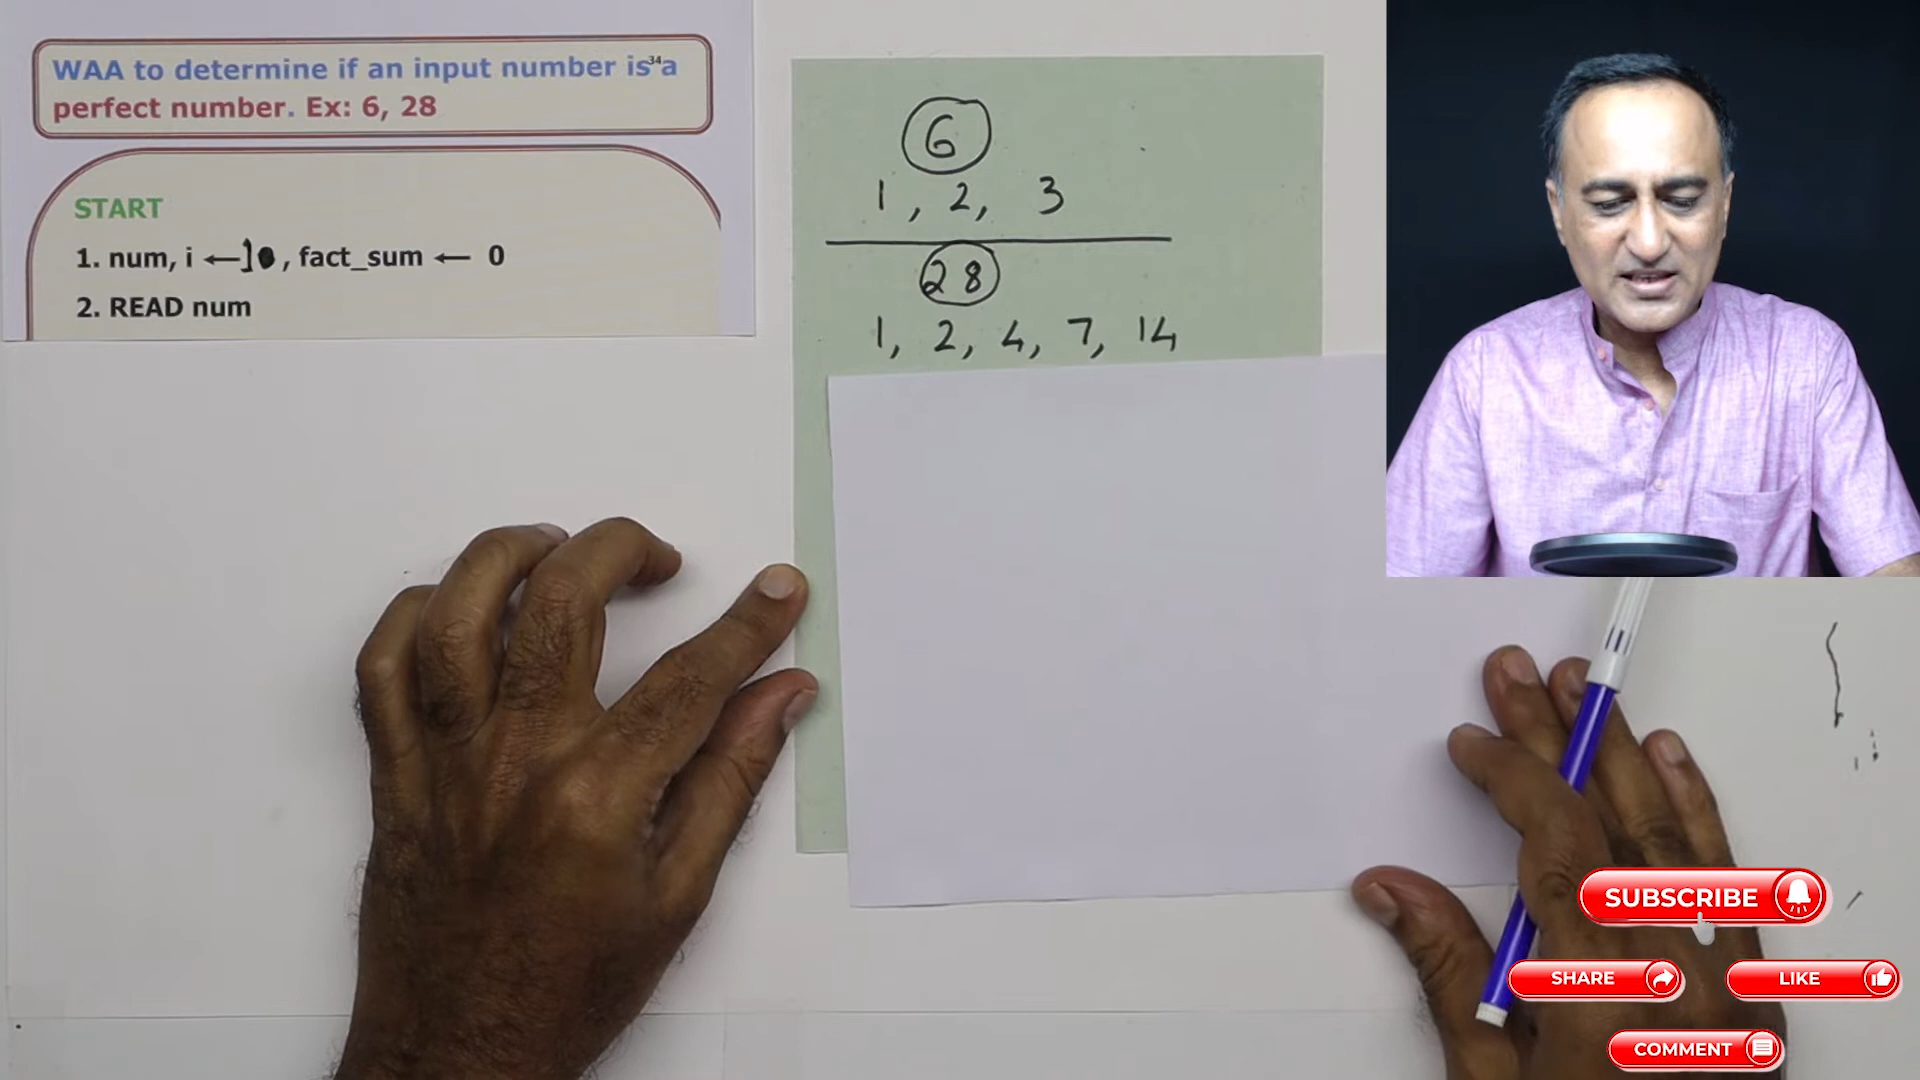 WAA to determine if an input number is 34 a
perfect number. Ex: 6, 28
START
1. num, i ← 1 , fact_sum ← 0
2. READ num
6
1, 2, 3
28
1, 2, 4, 7, 14
SUBSCRIBE
SHARE
LIKE
COMMENT